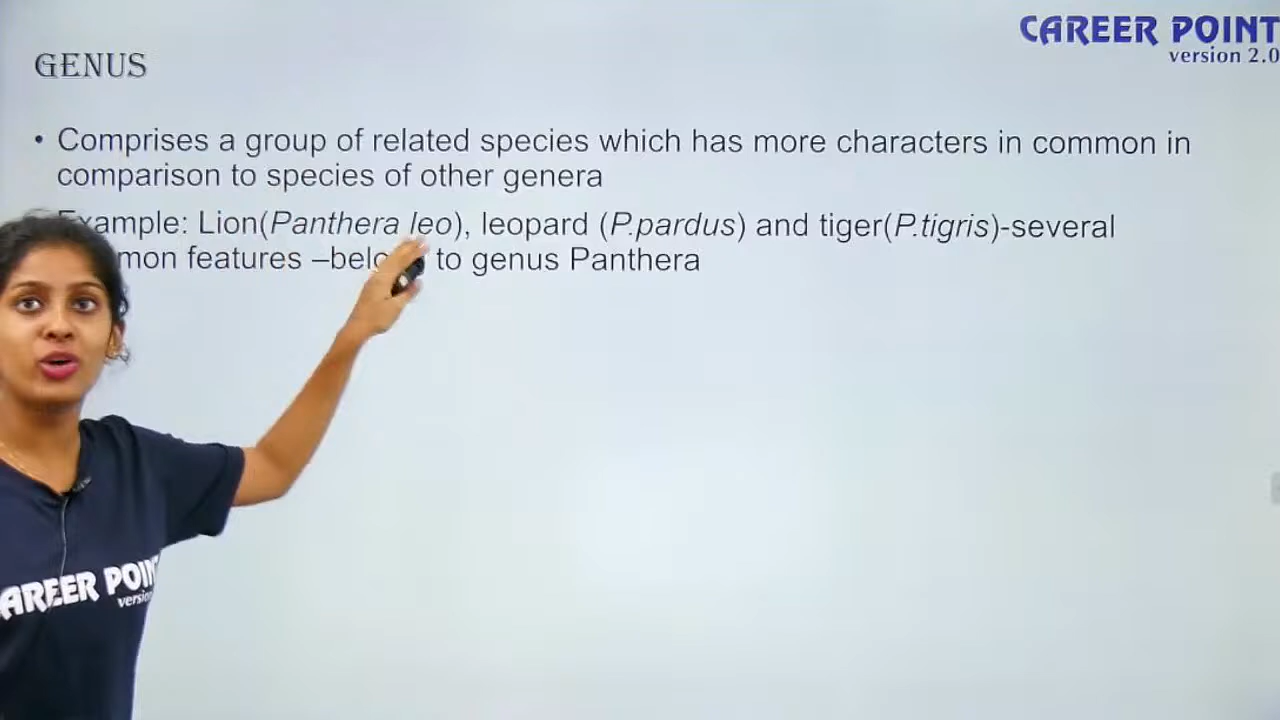 CAREER POINT
version 2.0
GENUS
• Comprises a group of related species which has more characters in common in
comparison to species of other genera
Example: Lion(Panthera leo), leopard (P.pardus) and tiger(P.tigris)-several
features – to genus Panthera
AREER POINT